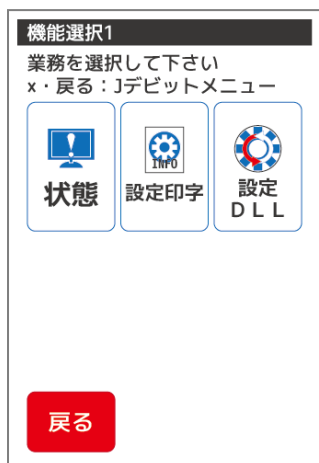 機能選択1
業務を選択して下さい
x・戻る：Jデビットメニュー
状態
INFO
設定印字
設定
ＤＬＬ
戻る